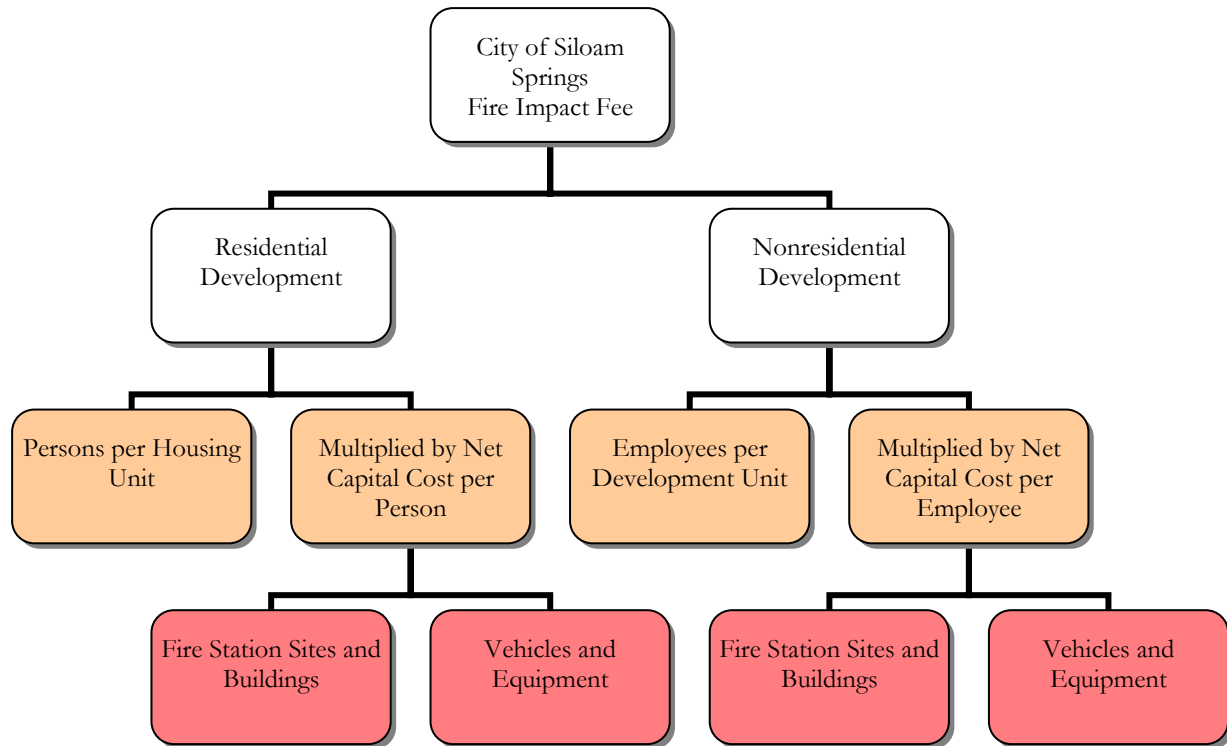 City of Siloam
Springs
Fire Impact Fee
Residential
Development
Nonresidential
Development
Persons per Housing
Unit
Multiplied by Net
Capital Cost per
Person
Employees per
Development Unit
Multiplied by Net
Capital Cost per
Employee
Fire Station Sites and
Buildings
Vehicles and
Equipment
Fire Station Sites and
Buildings
Vehicles and
Equipment